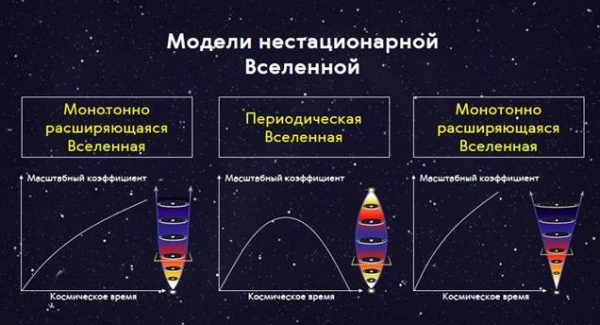 Модели нестационарной
Вселенной
Монотонно
расширяющаяся
Вселенная
Периодическая
Вселенная
Монотонно
расширяющаяся
Вселенная
Масштабный коэффициент
Масштабный коэффициент
Масштабный коэффициент
Космическое время
Космическое время
Космическое время